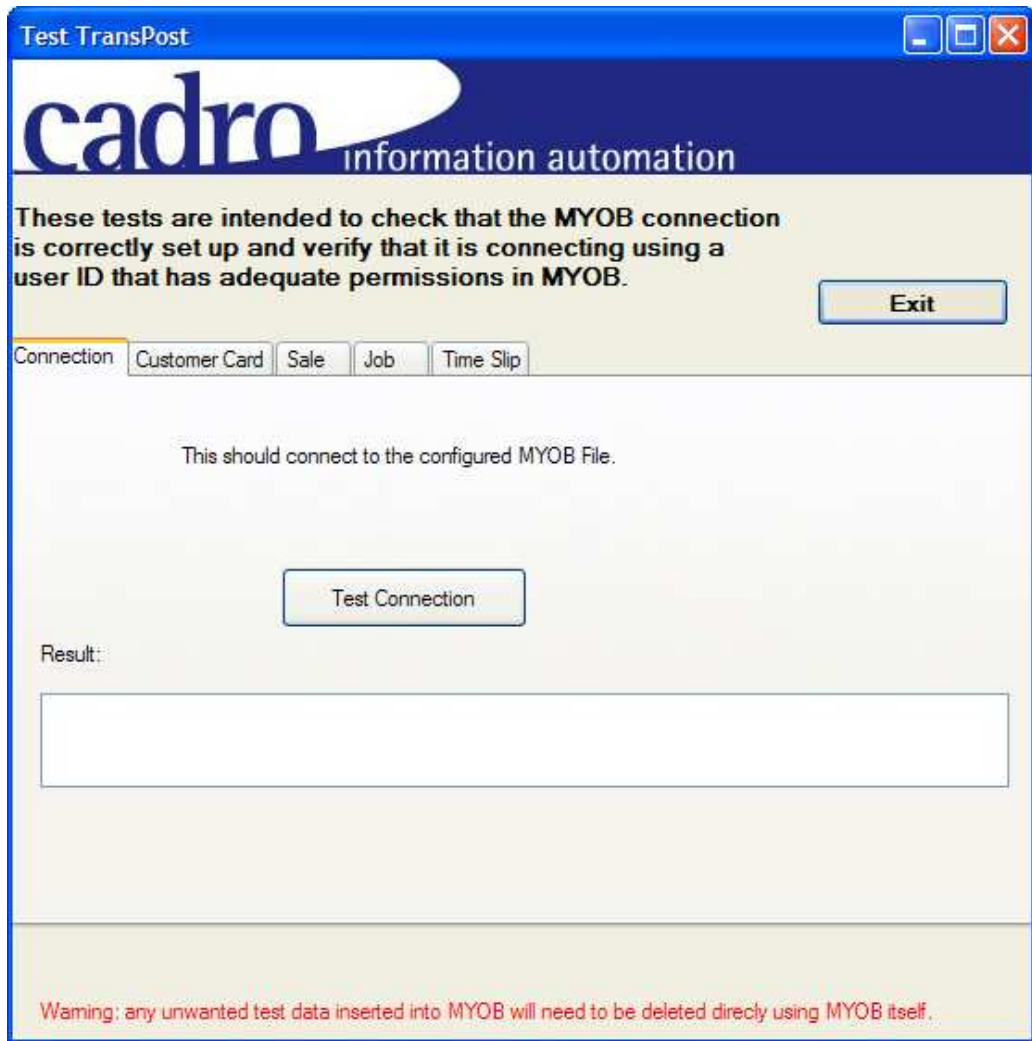 Test TransPost
cadro
information automation
These tests are intended to check that the MYOB connection
is correctly set up and verify that it is connecting using a
user ID that has adequate permissions in MYOB.
Exit
Connection Customer Card Sale Job Time Slip
This should connect to the configured MYOB File.
Test Connection
Result:
Warning: any unwanted test data inserted into MYOB will need to be deleted direcly using MYOB itself.